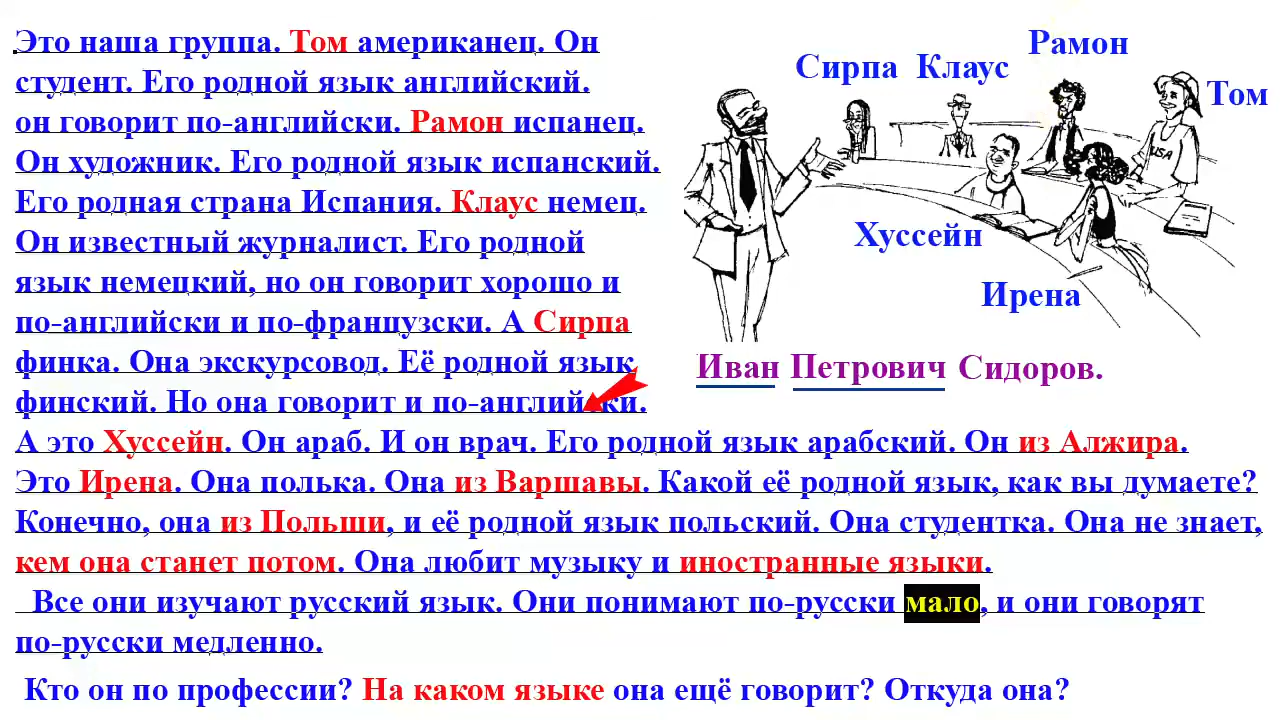 Это наша группа. Том американец. Он
студент. Его родной язык английский.
он говорит по-английски. Рамон испанец.
Он художник. Его родной язык испанский.
Его родная страна Испания. Клаус немец.
Он известный журналист. Его родной
язык немецкий, но он говорит хорошо и
по-английски и по-французски. А Сирпа
финка. Она экскурсовод. Её родной язык
финский. Но она говорит и по-английски.
А это Хуссейн. Он араб. И он врач. Его родной язык арабский. Он из Алжира.
Это Ирена. Она полька. Она из Варшавы. Какой её родной язык, как вы думаете?
Конечно, она из Польши, и её родной язык польский. Она студентка. Она не знает,
кем она станет потом. Она любит музыку и иностранные языки.
Все они изучают русский язык. Они понимают по-русски мало, и они говорят
по-русски медленно.
Кто он по профессии? На каком языке она ещё говорит? Откуда она?
Рамон
Сирпа Клаус
Том
USA
Хуссейн
Ирена
Иван Петрович Сидоров.